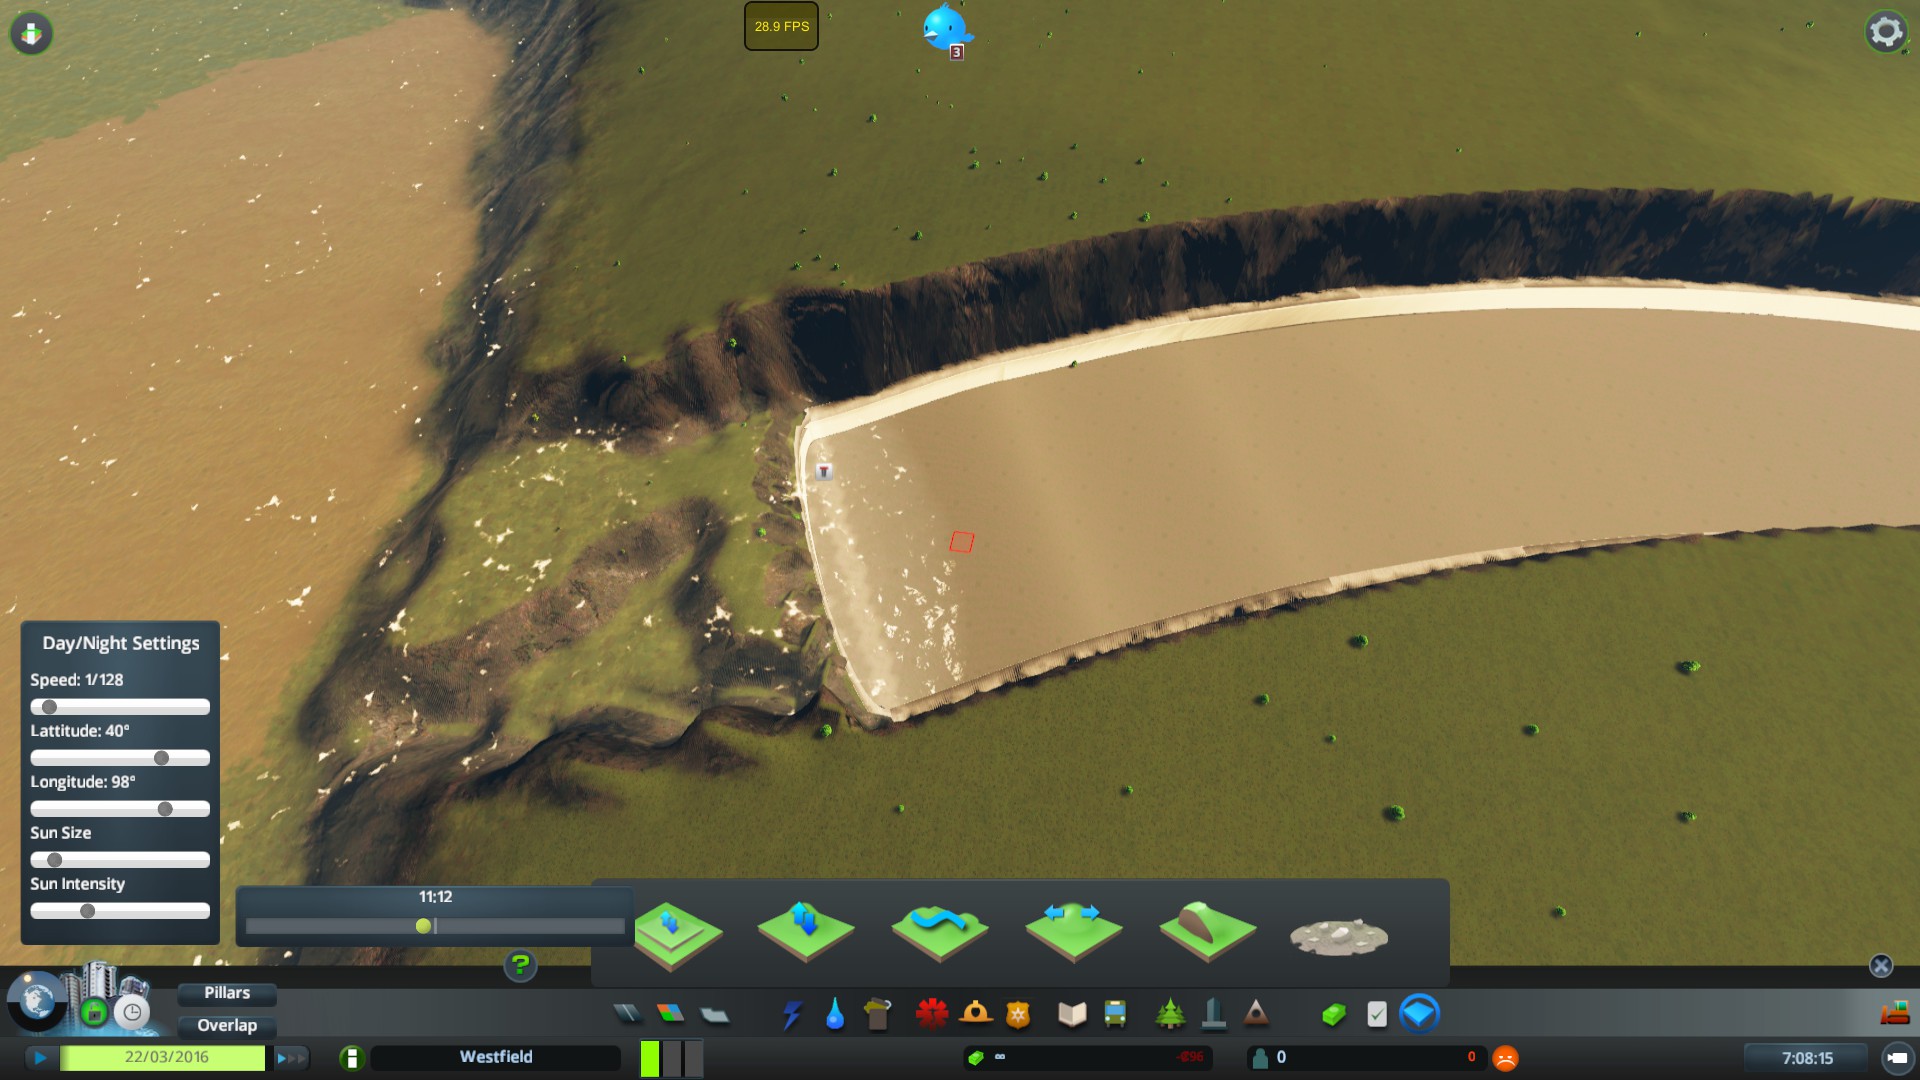 28.9 FPS
3
Day/Night Settings
Speed: 1/128
Lattitude: 40°
Longitude: 98°
Sun Size
Sun Intensity
11:12
?
Pillars
Overlap
22/03/2016
Westfield
∞
-₡96
0
0
7:08:15